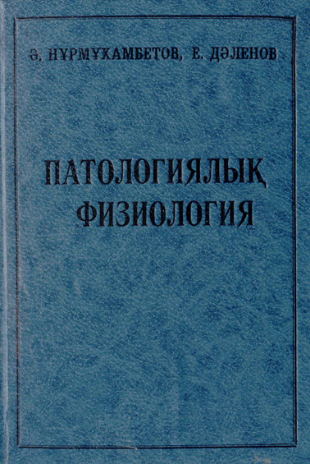 Ә. НҰРМҰХАМБЕТОВ, Е. ДӘЛЕНОВ
ПАТОЛОГИЯЛЫҚ
ФИЗИОЛОГИЯ